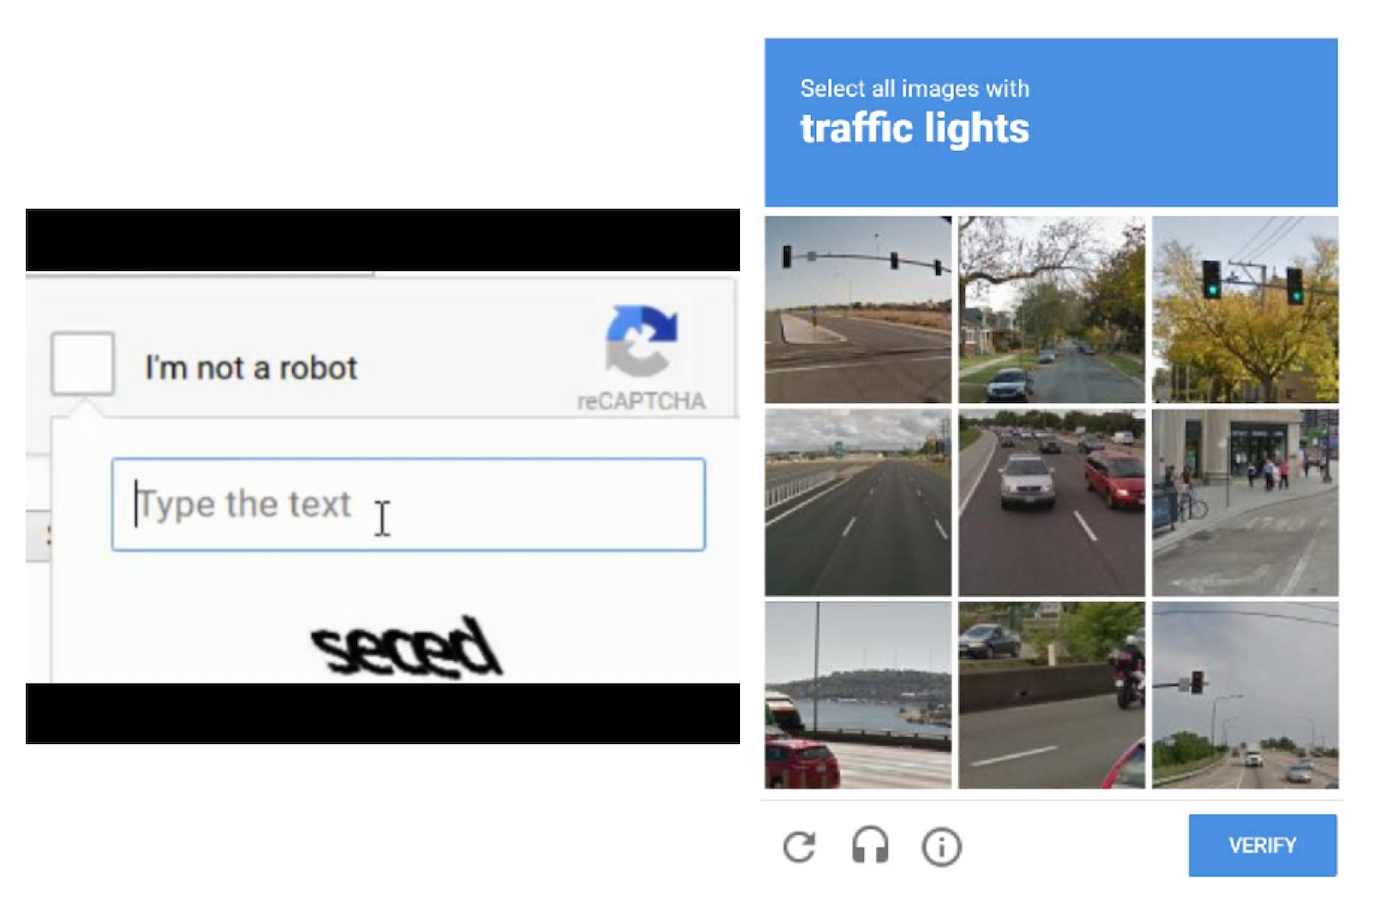 I'm not a robot
reCAPTCHA
Type the text
seced
Select all images with
traffic lights
VERIFY